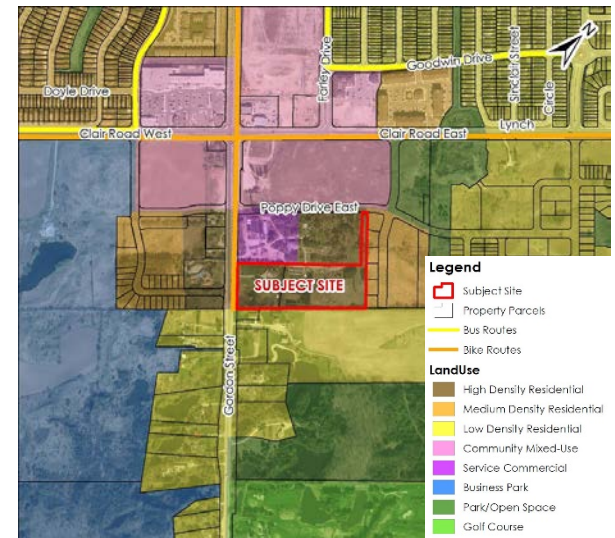 N
Farley Drive
Goodwin Drive
Sinclair Street
Circle
Doyle Drive
Lynch
Clair Road West
Clair Road East
Poppy Drive East
SUBJECT SITE
Gordon Street
Legend
Subject Site
Property Parcels
Bus Routes
Bike Routes
LandUse
High Density Residential
Medium Density Residential
Low Density Residential
Community Mixed-Use
Service Commercial
Business Park
Park/Open Space
Golf Course